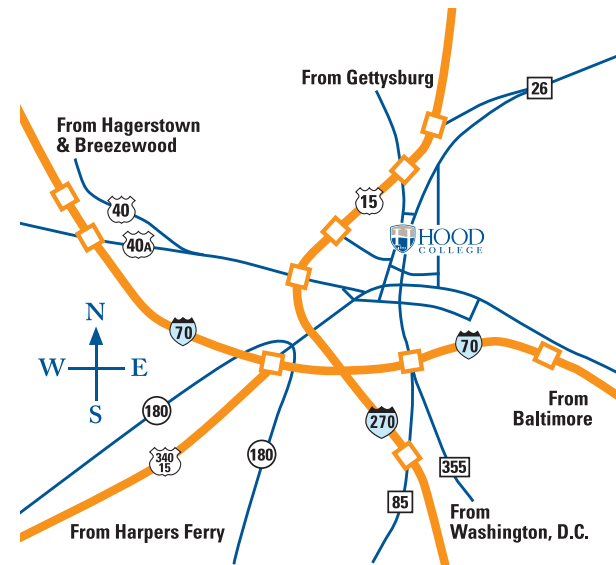 From Gettysburg
26
From Hagerstown
& Breezewood
40
15
40A
HOOD
COLLEGE
N
W
E
S
70
70
From
Baltimore
180
270
340
15
180
355
85
From Harpers Ferry
From
Washington, D.C.